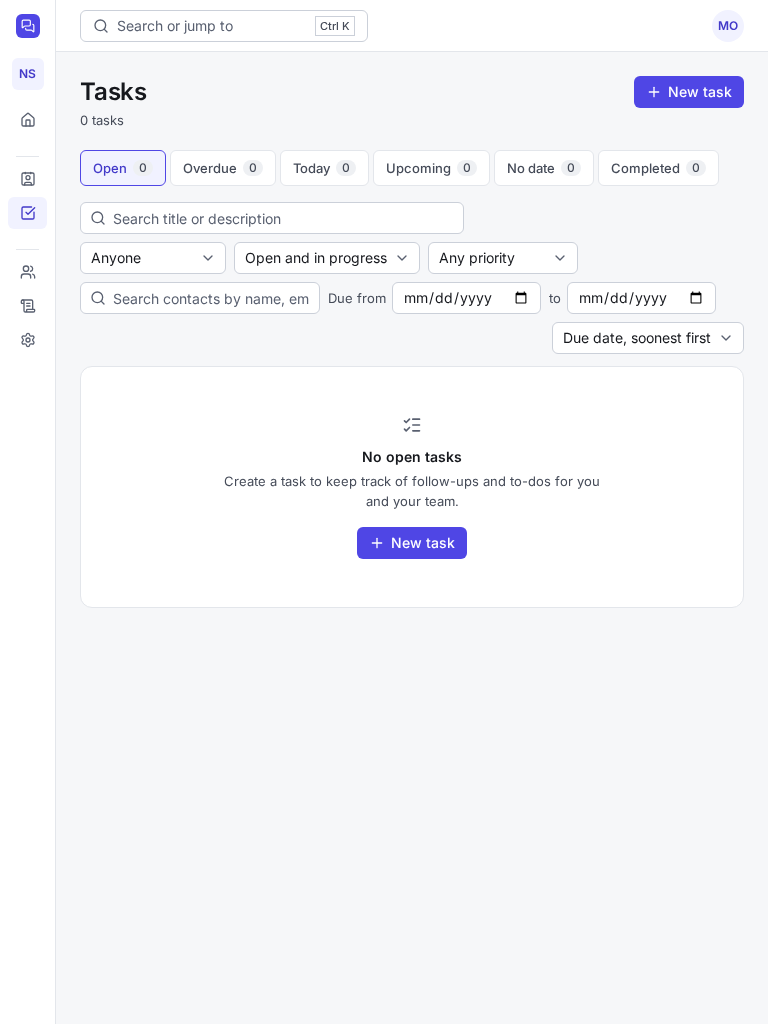 Search or jump to Ctrl K MO
NS
Tasks
New task
0 tasks
Open 0 Overdue 0 Today 0 Upcoming 0 No date 0 Completed 0
Search title or description
Anyone Open and in progress Any priority
Search contacts by name, em Due from mm/dd/yyyy to mm/dd/yyyy
Due date, soonest first
No open tasks
Create a task to keep track of follow-ups and to-dos for you
and your team.
New task